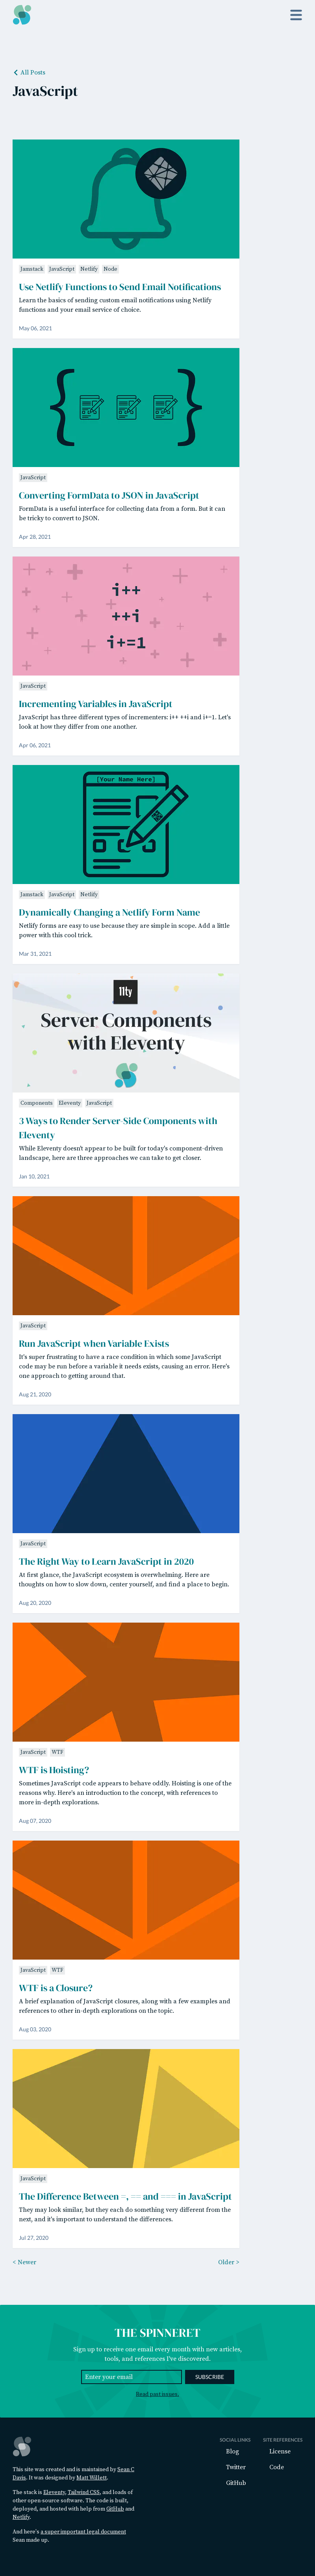 All Posts
JavaScript
Jamstack JavaScript Netlify Node
Use Netlify Functions to Send Email Notifications
Learn the basics of sending custom email notifications using Netlify
functions and your email service of choice.
May 06, 2021
{ }
JavaScript
Converting FormData to JSON in JavaScript
FormData is a useful interface for collecting data from a form. But it can
be tricky to convert to JSON.
Apr 28, 2021
i++
++i
i+=1
JavaScript
Incrementing Variables in JavaScript
JavaScript has three different types of incrementers: i++ ++i and i+=1. Let's
look at how they differ from one another.
Apr 06, 2021
[Your Name Here]
Jamstack JavaScript Netlify
Dynamically Changing a Netlify Form Name
Netlify forms are easy to use because they are simple in scope. Add a little
power with this cool trick.
Mar 31, 2021
11ty
Server Components
with Eleventy
Components Eleventy JavaScript
3 Ways to Render Server-Side Components with
Eleventy
While Eleventy doesn't appear to be built for today's component-driven
landscape, here are three approaches we can take to get closer.
Jan 10, 2021
JavaScript
Run JavaScript when Variable Exists
It's super frustrating to have a race condition in which some JavaScript
code may be run before a variable it needs exists, causing an error. Here's
one approach to getting around that.
Aug 21, 2020
JavaScript
The Right Way to Learn JavaScript in 2020
At first glance, the JavaScript ecosystem is overwhelming. Here are
thoughts on how to slow down, center yourself, and find a place to begin.
Aug 20, 2020
JavaScript WTF
WTF is Hoisting?
Sometimes JavaScript code appears to behave oddly. Hoisting is one of the
reasons why. Here's an introduction to the concept, with references to
more in-depth explorations.
Aug 07, 2020
JavaScript WTF
WTF is a Closure?
A brief explanation of JavaScript closures, along with a few examples and
references to other in-depth explorations on the topic.
Aug 03, 2020
JavaScript
The Difference Between =, == and === in JavaScript
They may look similar, but they each do something very different from the
next, and it's important to understand the differences.
Jul 27, 2020
< Newer
Older >
THE SPINNERET
Sign up to receive one email every month with new articles,
tools, and references I've discovered.
Enter your email
SUBSCRIBE
Read past issues.
This site was created and is maintained by Sean C
Davis. It was designed by Matt Willett.
The stack is Eleventy, Tailwind CSS, and loads of
other open-source software. The code is built,
deployed, and hosted with help from GitHub and
Netlify.
And here's a super important legal document
Sean made up.
SOCIAL LINKS
Blog
Twitter
GitHub
SITE REFERENCES
License
Code